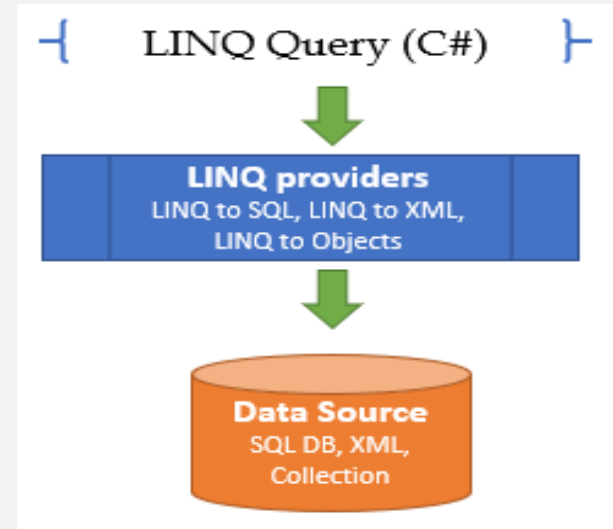 LINQ Query (C#)
LINQ providers
LINQ to SQL, LINQ to XML,
LINQ to Objects
Data Source
SQL DB, XML,
Collection